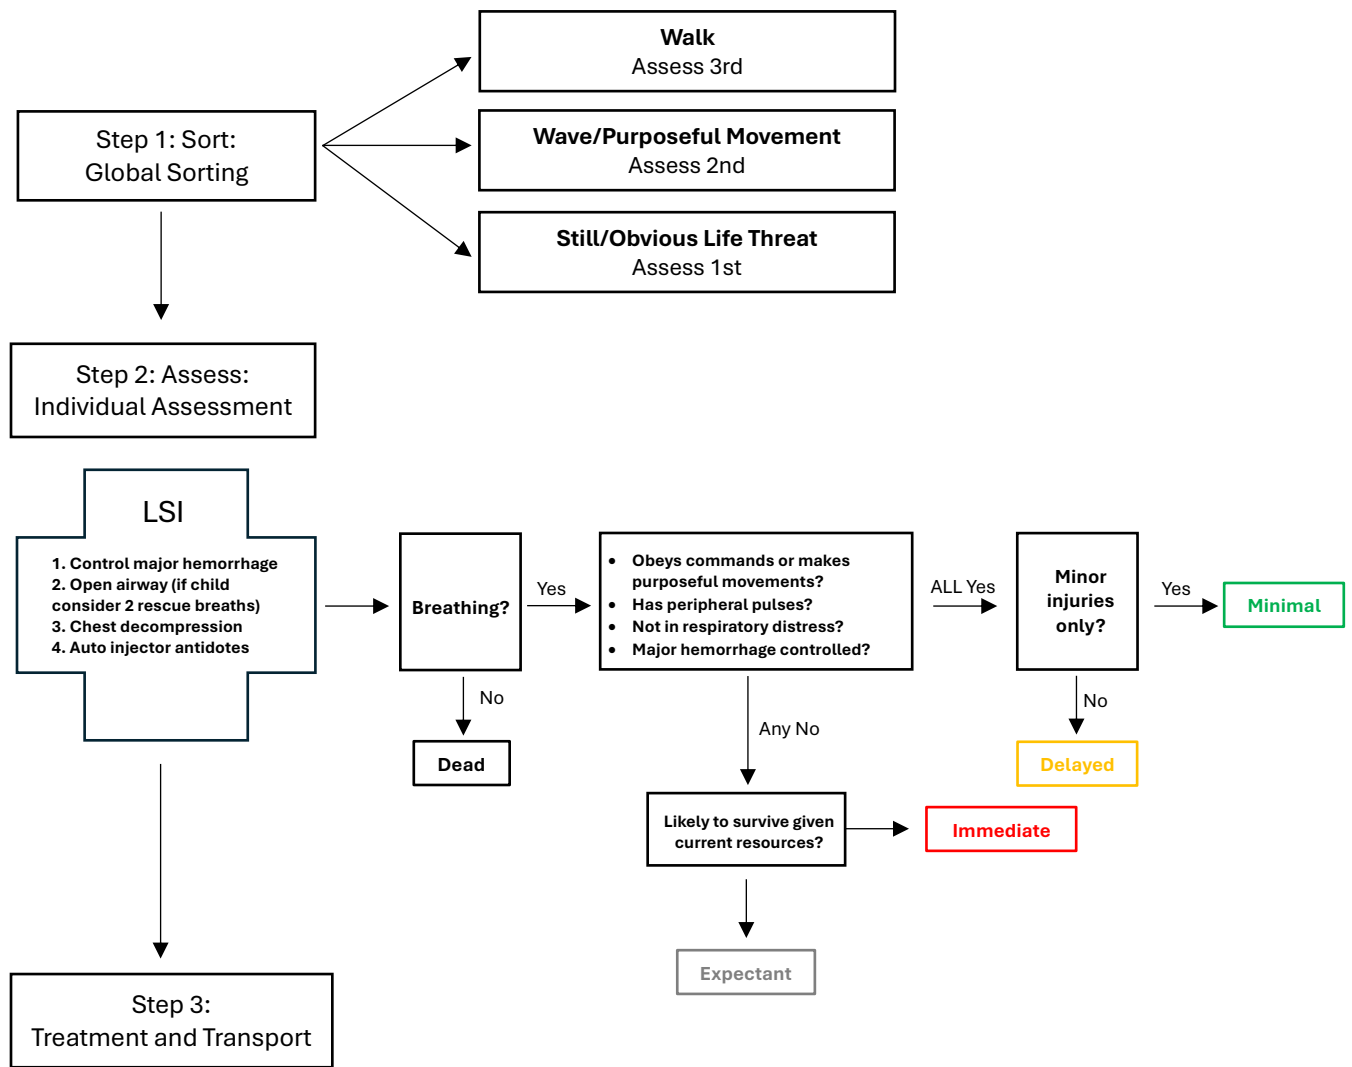 Walk
Assess 3rd
Step 1: Sort:
Global Sorting
Wave/Purposeful Movement
Assess 2nd
Still/Obvious Life Threat
Assess 1st
Step 2: Assess:
Individual Assessment
LSI
1. Control major hemorrhage
2. Open airway (if child
consider 2 rescue breaths)
3. Chest decompression
4. Auto injector antidotes
Breathing?
Yes
No
Dead
• Obeys commands or makes
purposeful movements?
• Has peripheral pulses?
• Not in respiratory distress?
• Major hemorrhage controlled?
ALL Yes
Minor
injuries
only?
Yes
Minimal
No
Delayed
Any No
Likely to survive given
current resources?
Immediate
Expectant
Step 3:
Treatment and Transport